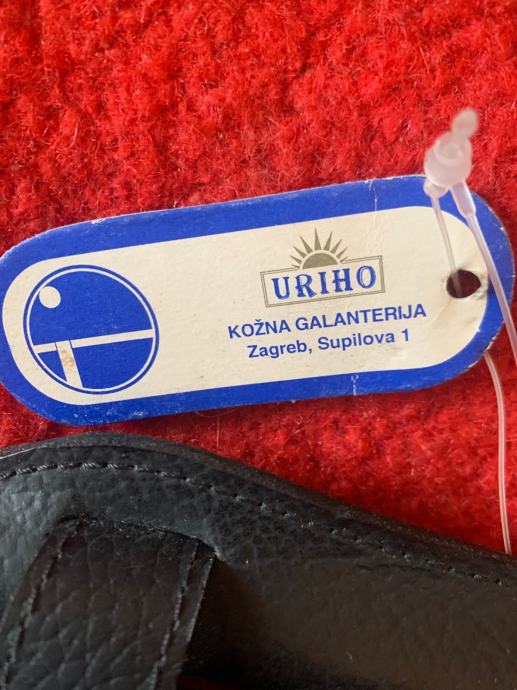 URIHO
KOŽNA GALANTERIJA
Zagreb, Supilova 1